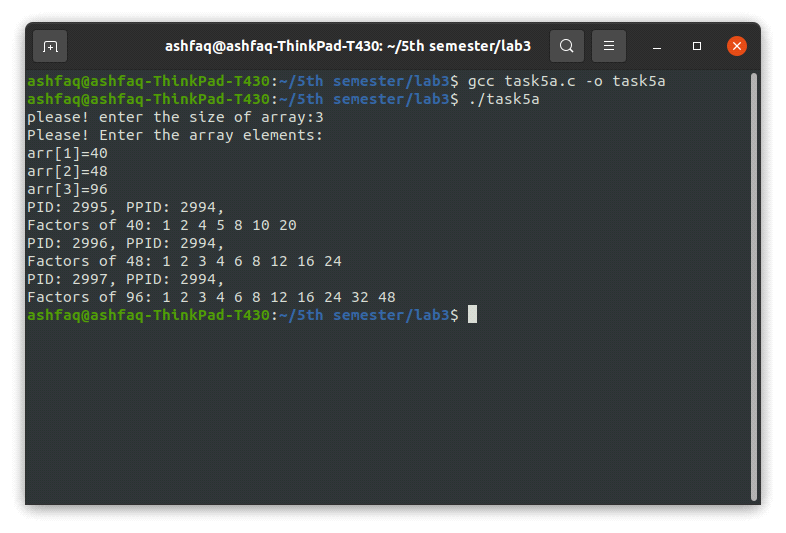 ashfaq@ashfaq-ThinkPad-T430: ~/5th semester/lab3
ashfaq@ashfaq-ThinkPad-T430:~/5th semester/lab3$ gcc task5a.c -o task5a
ashfaq@ashfaq-ThinkPad-T430:~/5th semester/lab3$ ./task5a
please! enter the size of array:3
Please! Enter the array elements:
arr[1]=40
arr[2]=48
arr[3]=96
PID: 2995, PPID: 2994,
Factors of 40: 1 2 4 5 8 10 20
PID: 2996, PPID: 2994,
Factors of 48: 1 2 3 4 6 8 12 16 24
PID: 2997, PPID: 2994,
Factors of 96: 1 2 3 4 6 8 12 16 24 32 48
ashfaq@ashfaq-ThinkPad-T430:~/5th semester/lab3$